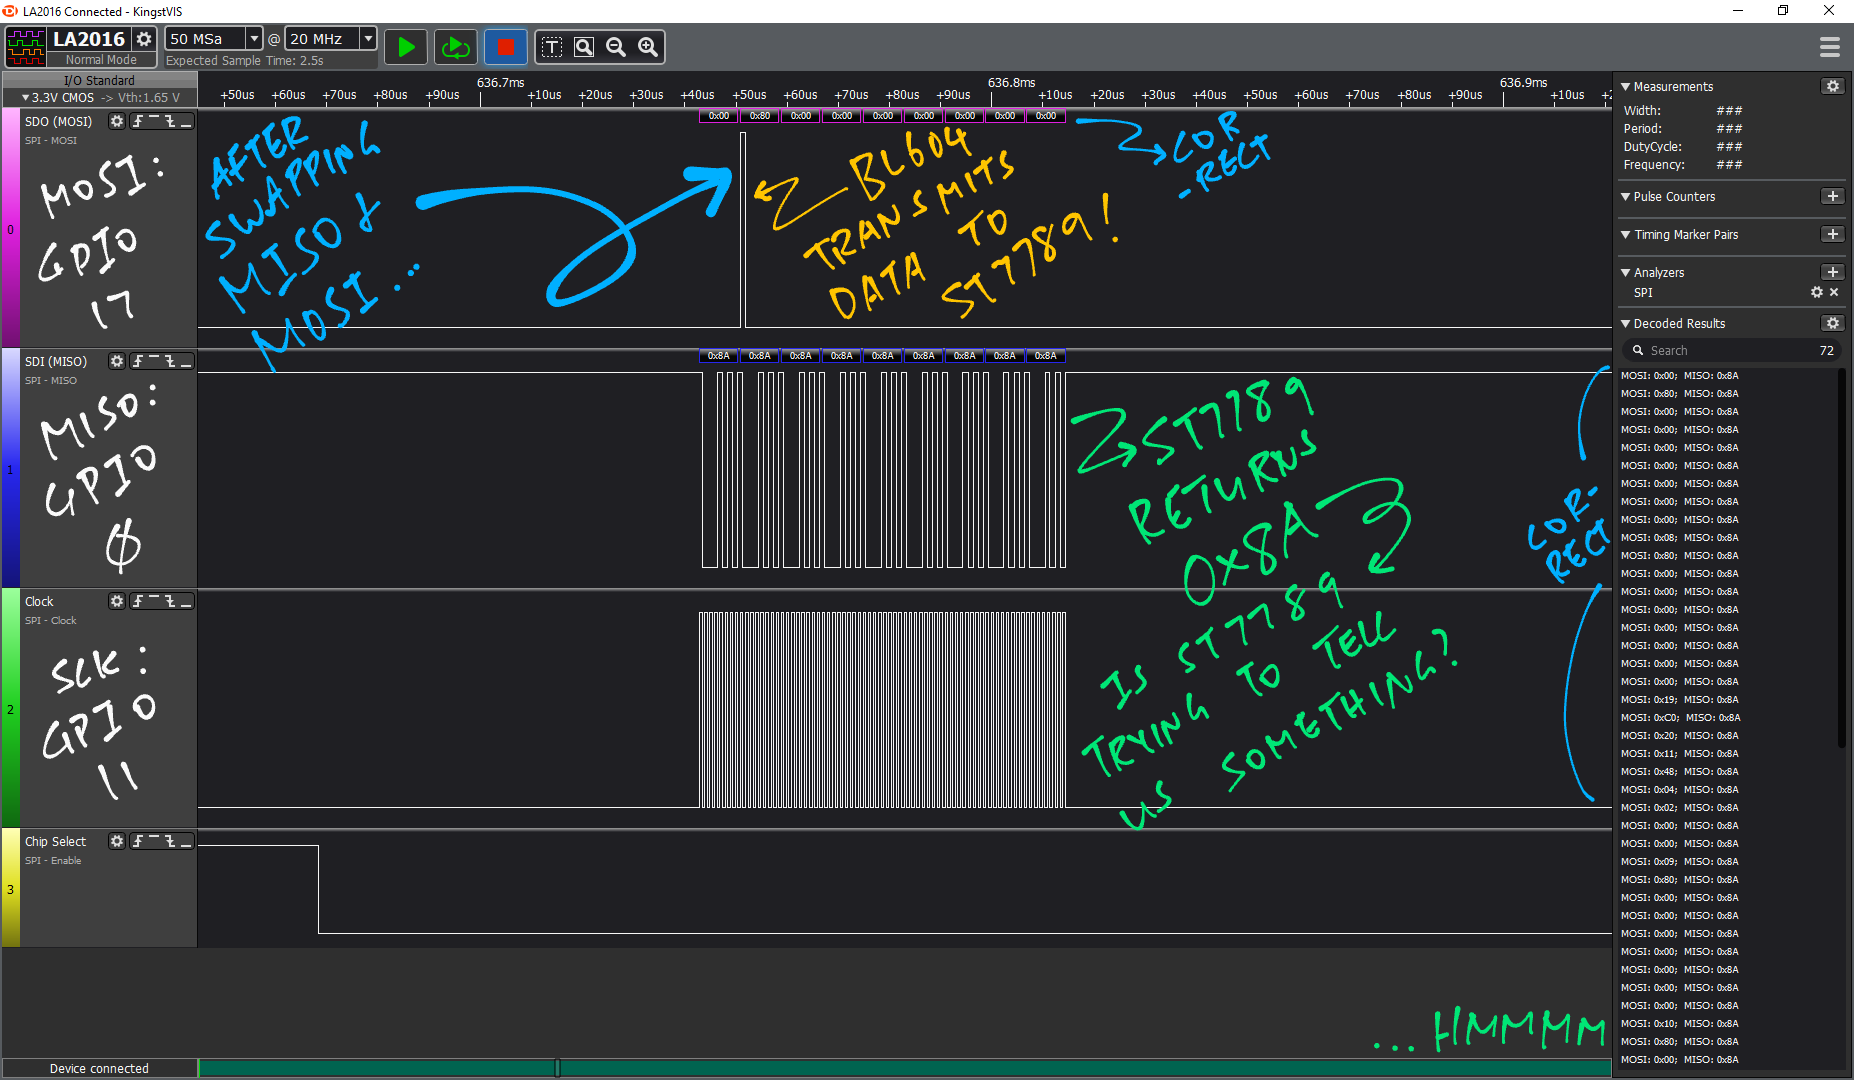 LA2016 Connected - KingstVIS
LA2016
Normal Mode
50 MSa @ 20 MHz
Expected Sample Time: 2.5s
I/O Standard
3.3V CMOS -> Vth:1.65 V
636.7ms 636.8ms 636.9ms
+50us +60us +70us +80us +90us +10us +20us +30us +40us +50us +60us +70us +80us +90us +10us +20us +30us +40us +50us +60us +70us +80us +90us +10us
SDO (MOSI)
SPI - MOSI
0
MOSI:
GPIO
17
0x00 0x80 0x00 0x00 0x00 0x00 0x00 0x00 0x00
AFTER
SWAPPING
MISO &
MOSI...
BL604
TRANSMITS
DATA TO
ST7789!
COR
-RECT
SDI (MISO)
SPI - MISO
1
MISO:
GPIO
0
0x8A 0x8A 0x8A 0x8A 0x8A 0x8A 0x8A 0x8A 0x8A
ST7789
RETURNS
0x8A
IS ST7789
TRYING TO TELL
US SOMETHING?
COR-
RECT
Clock
SPI - Clock
2
SCK:
GPIO
11
Chip Select
SPI - Enable
3
...HMMMM
Device connected
Measurements
Width: ###
Period: ###
DutyCycle: ###
Frequency: ###
Pulse Counters
Timing Marker Pairs
Analyzers
SPI
Decoded Results
Search 72
MOSI: 0x00; MISO: 0x8A
MOSI: 0x80; MISO: 0x8A
MOSI: 0x00; MISO: 0x8A
MOSI: 0x00; MISO: 0x8A
MOSI: 0x00; MISO: 0x8A
MOSI: 0x00; MISO: 0x8A
MOSI: 0x00; MISO: 0x8A
MOSI: 0x00; MISO: 0x8A
MOSI: 0x00; MISO: 0x8A
MOSI: 0x08; MISO: 0x8A
MOSI: 0x80; MISO: 0x8A
MOSI: 0x00; MISO: 0x8A
MOSI: 0x00; MISO: 0x8A
MOSI: 0x00; MISO: 0x8A
MOSI: 0x00; MISO: 0x8A
MOSI: 0x00; MISO: 0x8A
MOSI: 0x00; MISO: 0x8A
MOSI: 0x00; MISO: 0x8A
MOSI: 0x19; MISO: 0x8A
MOSI: 0xC0; MISO: 0x8A
MOSI: 0x20; MISO: 0x8A
MOSI: 0x11; MISO: 0x8A
MOSI: 0x48; MISO: 0x8A
MOSI: 0x04; MISO: 0x8A
MOSI: 0x02; MISO: 0x8A
MOSI: 0x00; MISO: 0x8A
MOSI: 0x00; MISO: 0x8A
MOSI: 0x09; MISO: 0x8A
MOSI: 0x80; MISO: 0x8A
MOSI: 0x00; MISO: 0x8A
MOSI: 0x00; MISO: 0x8A
MOSI: 0x00; MISO: 0x8A
MOSI: 0x00; MISO: 0x8A
MOSI: 0x00; MISO: 0x8A
MOSI: 0x00; MISO: 0x8A
MOSI: 0x00; MISO: 0x8A
MOSI: 0x10; MISO: 0x8A
MOSI: 0x80; MISO: 0x8A
MOSI: 0x00; MISO: 0x8A